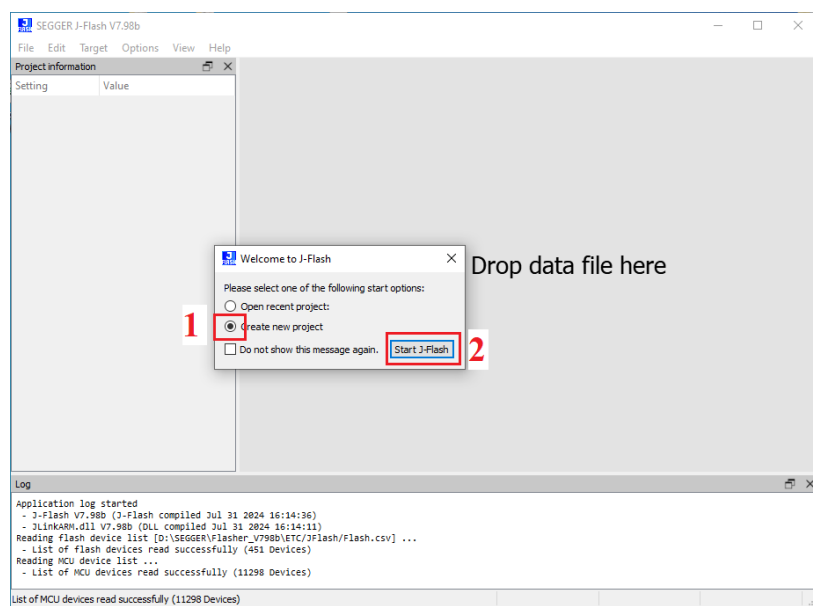 SEGGER J-Flash V7.98b
File Edit Target Options View Help
Project information
Setting Value
Drop data file here
Welcome to J-Flash
Please select one of the following start options:
Open recent project:
1
Create new project
Do not show this message again. Start J-Flash
2
Log
Application log started
- J-Flash V7.98b (J-Flash compiled Jul 31 2024 16:14:36)
- JLinkARM.dll V7.98b (DLL compiled Jul 31 2024 16:14:11)
Reading flash device list [D:\SEGGER\Flasher_V798b\ETC/JFlash/Flash.csv] ...
- List of flash devices read successfully (451 Devices)
Reading MCU device list ...
- List of MCU devices read successfully (11298 Devices)
List of MCU devices read successfully (11298 Devices)